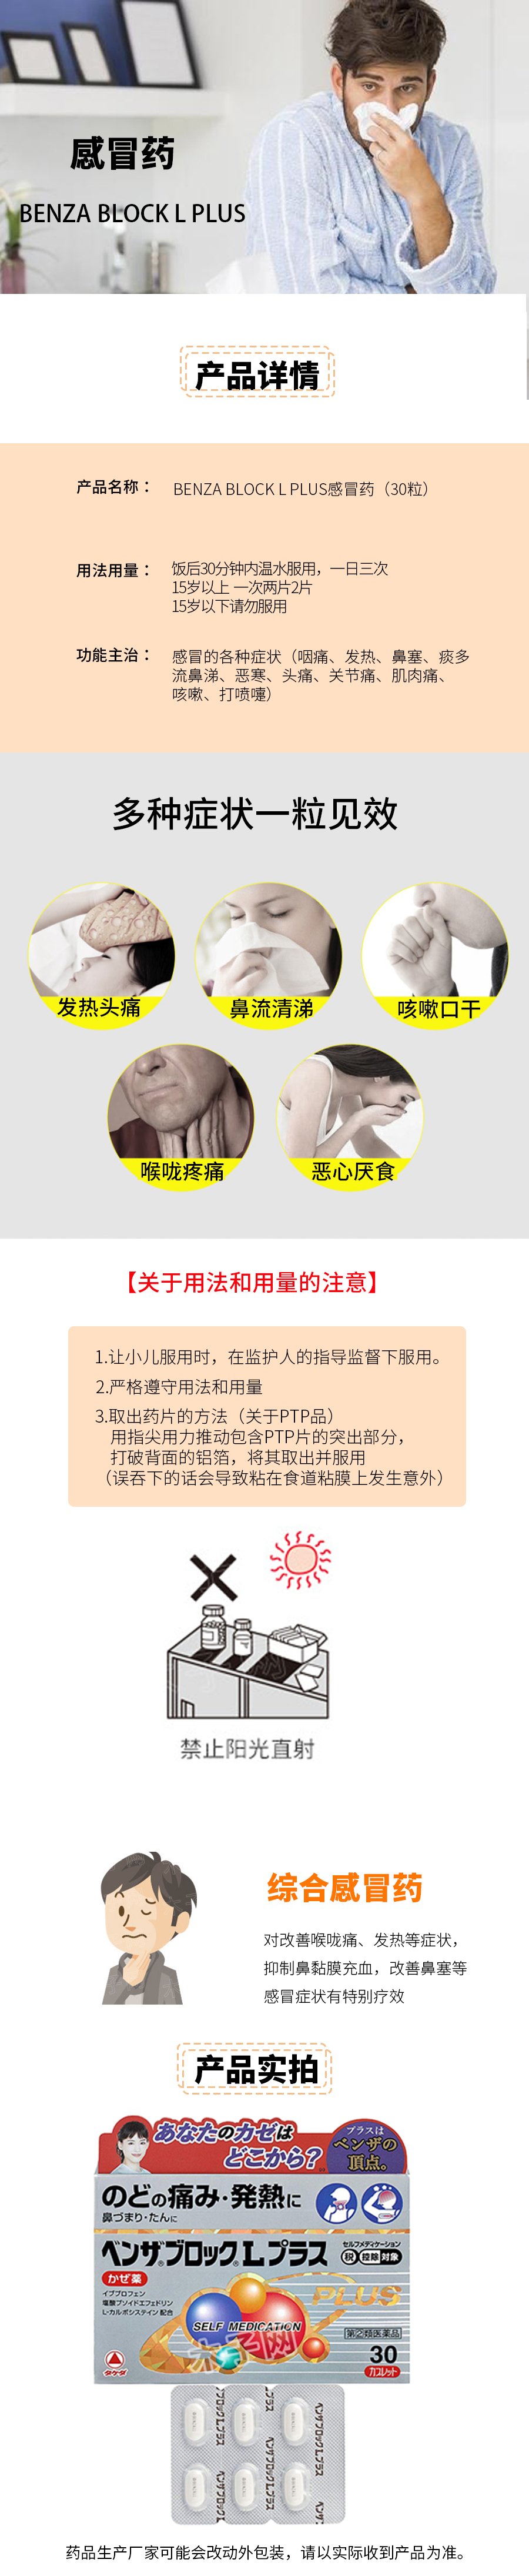 感冒药
BENZA BLOCK L PLUS
产品详情
产品名称：
BENZA BLOCK L PLUS感冒药（30粒）
用法用量：
饭后30分钟内温水服用，一日三次
15岁以上 一次两片2片
15岁以下请勿服用
功能主治：
感冒的各种症状（咽痛、发热、鼻塞、痰多
流鼻涕、恶寒、头痛、关节痛、肌肉痛、
咳嗽、打喷嚏）
多种症状一粒见效
发热头痛
鼻流清涕
咳嗽口干
喉咙疼痛
恶心厌食
【关于用法和用量的注意】
1.让小儿服用时，在监护人的指导监督下服用。
2.严格遵守用法和用量
3.取出药片的方法（关于PTP品）
用指尖用力推动包含PTP片的突出部分，
打破背面的铝箔，将其取出并服用
（误吞下的话会导致粘在食道粘膜上发生意外）
禁止阳光直射
综合感冒药
对改善喉咙痛、发热等症状，
抑制鼻黏膜充血，改善鼻塞等
感冒症状有特别疗效
产品实拍
あなたのカゼは
どこから？
プラスは
ベンザの
頂点。
のどの痛み・発熱に
鼻づまり・たんに
ベンザブロックLプラス
セルフメディケーション
税 控除 対象
かぜ薬
イブプロフェン
塩酸プソイドエフェドリン
L-カルボシステイン 配合
PLUS
SELF MEDICATION
第②類医薬品
30
カプレット
タケダ
ベンザブロックLプラス
ベンザブロックLプラス
ベンザブロックLプラス
药品生产厂家可能会改动外包装，请以实际收到产品为准。